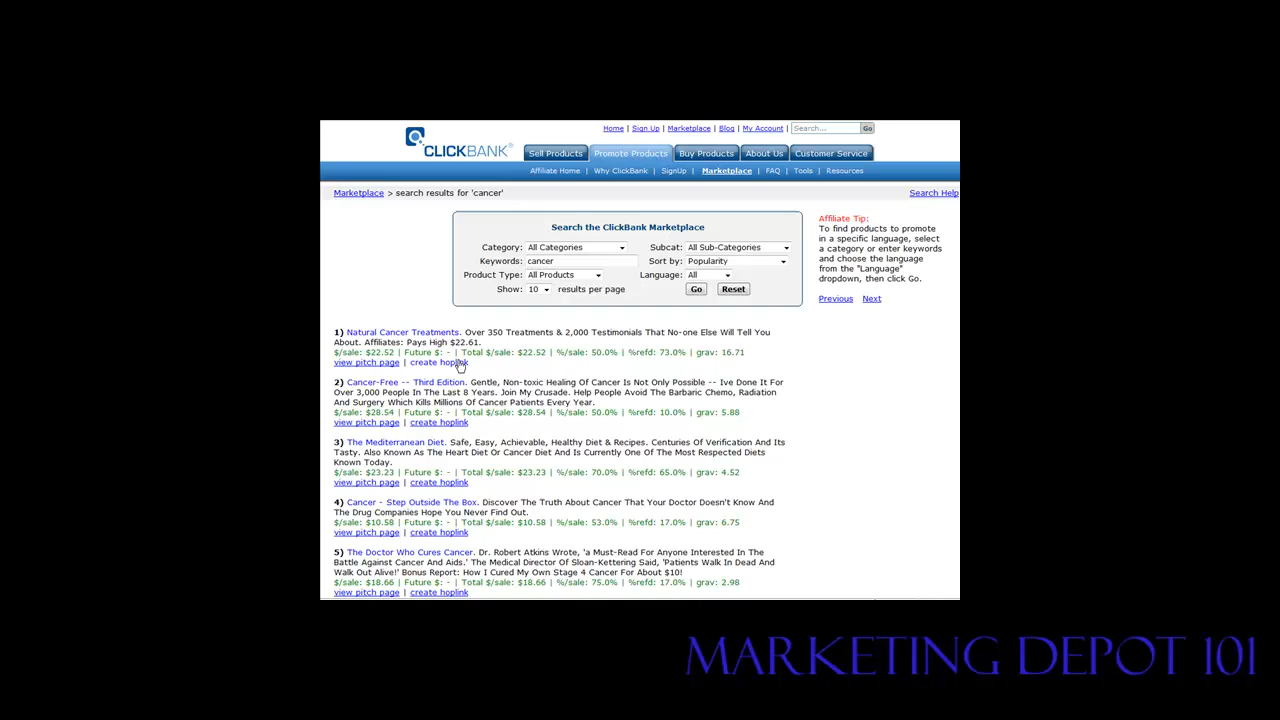 Home | Sign Up | Marketplace | Blog | My Account | Search... Go
CLICKBANK®
Sell Products Promote Products Buy Products About Us Customer Service
Affiliate Home | Why ClickBank | SignUp | Marketplace | FAQ | Tools | Resources
Marketplace > search results for 'cancer' Search Help
Search the ClickBank Marketplace
Category: All Categories Subcat: All Sub-Categories
Keywords: cancer Sort by: Popularity
Product Type: All Products Language: All
Show: 10 results per page Go Reset
Affiliate Tip:
To find products to promote
in a specific language, select
a category or enter keywords
and choose the language
from the "Language"
dropdown, then click Go.
Previous Next
1) Natural Cancer Treatments. Over 350 Treatments & 2,000 Testimonials That No-one Else Will Tell You
About. Affiliates: Pays High $22.61.
$/sale: $22.52 | Future $: - | Total $/sale: $22.52 | %/sale: 50.0% | %refd: 73.0% | grav: 16.71
view pitch page | create hoplink
2) Cancer-Free -- Third Edition. Gentle, Non-toxic Healing Of Cancer Is Not Only Possible -- Ive Done It For
Over 3,000 People In The Last 8 Years. Join My Crusade. Help People Avoid The Barbaric Chemo, Radiation
And Surgery Which Kills Millions Of Cancer Patients Every Year.
$/sale: $28.54 | Future $: - | Total $/sale: $28.54 | %/sale: 50.0% | %refd: 10.0% | grav: 5.88
view pitch page | create hoplink
3) The Mediterranean Diet. Safe, Easy, Achievable, Healthy Diet & Recipes. Centuries Of Verification And Its
Tasty. Also Known As The Heart Diet Or Cancer Diet And Is Currently One Of The Most Respected Diets
Known Today.
$/sale: $23.23 | Future $: - | Total $/sale: $23.23 | %/sale: 70.0% | %refd: 65.0% | grav: 4.52
view pitch page | create hoplink
4) Cancer - Step Outside The Box. Discover The Truth About Cancer That Your Doctor Doesn't Know And
The Drug Companies Hope You Never Find Out.
$/sale: $10.58 | Future $: - | Total $/sale: $10.58 | %/sale: 53.0% | %refd: 17.0% | grav: 6.75
view pitch page | create hoplink
5) The Doctor Who Cures Cancer. Dr. Robert Atkins Wrote, 'a Must-Read For Anyone Interested In The
Battle Against Cancer And Aids.' The Medical Director Of Sloan-Kettering Said, 'Patients Walk In Dead And
Walk Out Alive!' Bonus Report: How I Cured My Own Stage 4 Cancer For About $10!
$/sale: $18.66 | Future $: - | Total $/sale: $18.66 | %/sale: 75.0% | %refd: 17.0% | grav: 2.98
view pitch page | create hoplink
MARKETING DEPOT 101